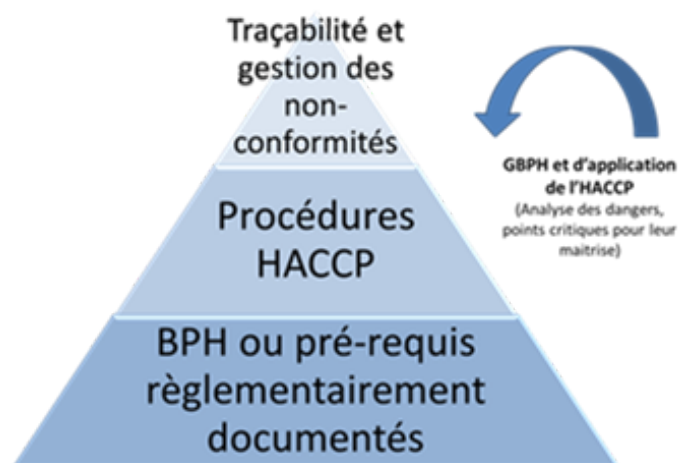 Traçabilité et
gestion des
non-
conformités
Procédures
HACCP
BPH ou pré-requis
règlementairement
documentés
GBPH et d'application
de l'HACCP
(Analyse des dangers,
points critiques pour leur
maitrise)